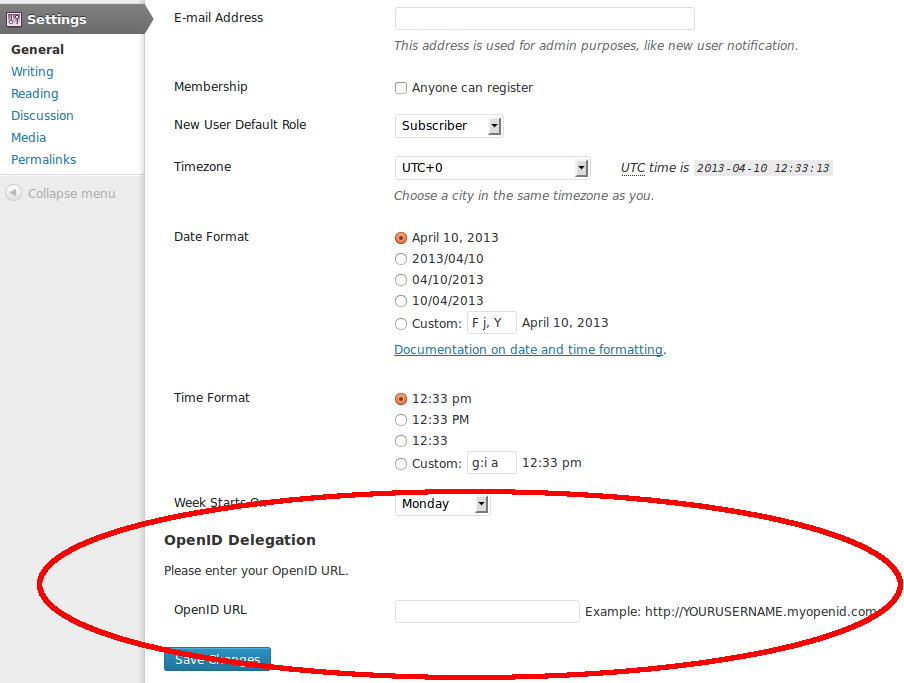 Settings
General
Writing
Reading
Discussion
Media
Permalinks
Collapse menu
E-mail Address
This address is used for admin purposes, like new user notification.
Membership
Anyone can register
New User Default Role
Subscriber
Timezone
UTC+0
UTC time is 2013-04-10 12:33:13
Choose a city in the same timezone as you.
Date Format
April 10, 2013
2013/04/10
04/10/2013
10/04/2013
Custom: F j, Y April 10, 2013
Documentation on date and time formatting.
Time Format
12:33 pm
12:33 PM
12:33
Custom: g:i a 12:33 pm
Week Starts On
Monday
OpenID Delegation
Please enter your OpenID URL.
OpenID URL
Example: http://YOURUSERNAME.myopenid.com
Save Changes